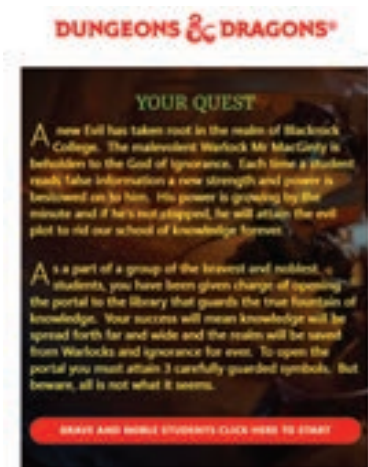 DUNGEONS & DRAGONS®
YOUR QUEST
A new Evil has taken root in the realm of Blackrock
College. The malevolent Warlock Mr MacGinty is
beholden to the God of Ignorance. Each time a student
reads false information a new strength and power is
bestowed on to him. His power is growing by the
minute and if he's not stopped, he will attain the evil
plot to rid our school of knowledge forever.
As a part of a group of the bravest and noblest
students, you have been given charge of opening
the portal to the library that guards the true fountain of
knowledge. Your success will mean knowledge will be
spread forth far and wide and the realm will be saved
from Warlocks and ignorance for ever. To open the
portal you must attain 3 carefully guarded symbols. But
beware, all is not what it seems.
BRAVE AND NOBLE STUDENTS CLICK HERE TO START